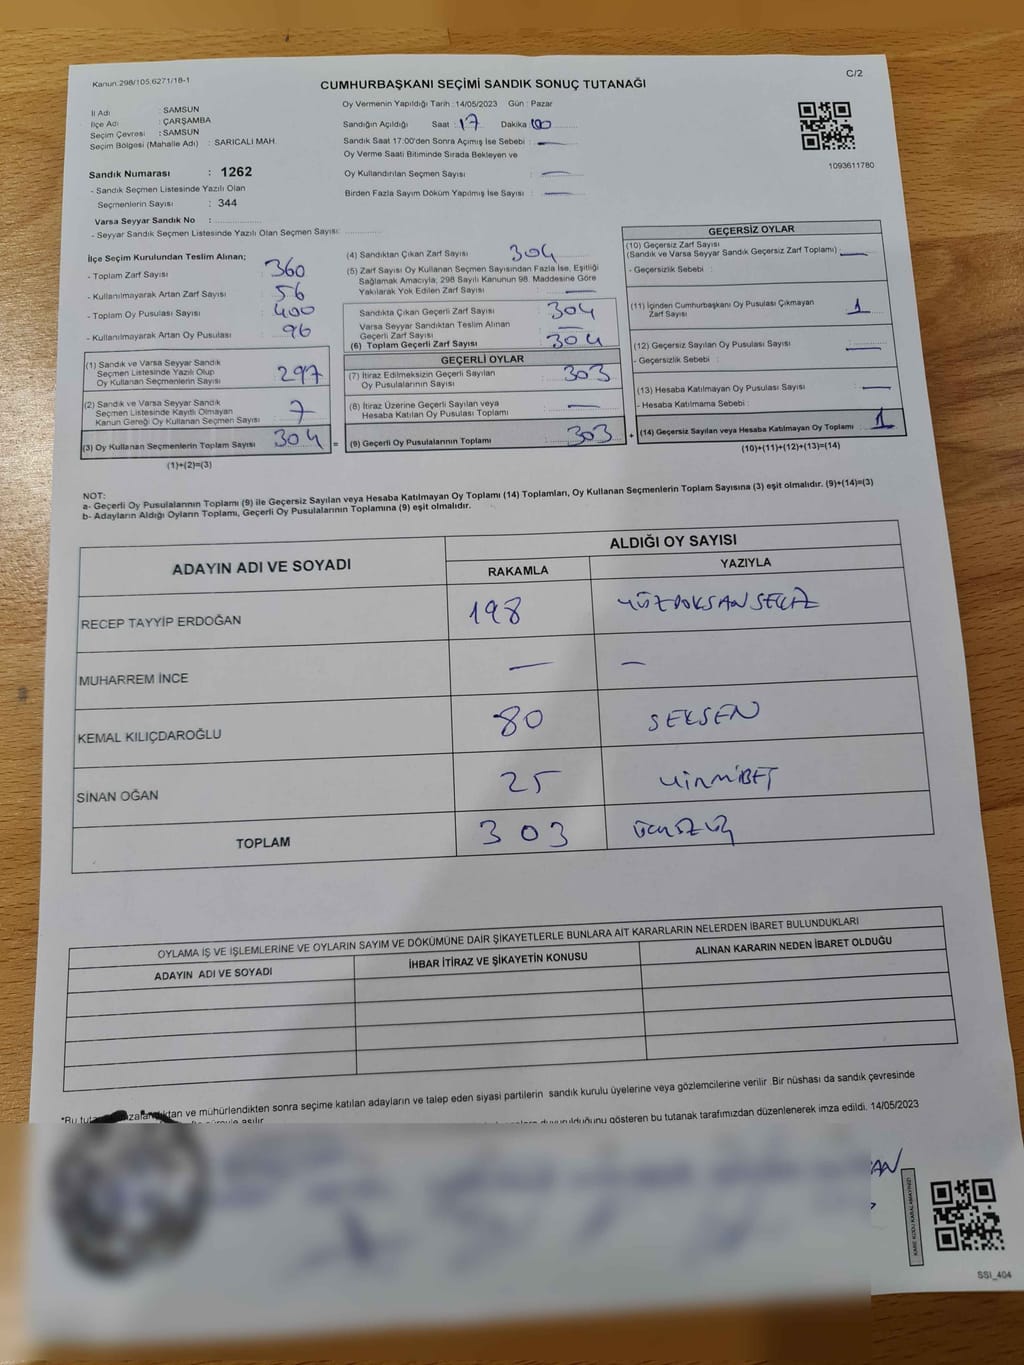 Kanun.298/105,6271/18-1
C/2
CUMHURBAŞKANI SEÇİMİ SANDIK SONUÇ TUTANAĞI
İl Adı : SAMSUN
İlçe Adı : ÇARŞAMBA
Seçim Çevresi : SAMSUN
Seçim Bölgesi (Mahalle Adı) : SARICALI MAH.
Sandık Numarası : 1262
- Sandık Seçmen Listesinde Yazılı Olan
Seçmenlerin Sayısı : 344
Varsa Seyyar Sandık No :
- Seyyar Sandık Seçmen Listesinde Yazılı Olan Seçmen Sayısı:
Oy Vermenin Yapıldığı Tarih : 14/05/2023 Gün : Pazar
Sandığın Açıldığı Saat : 17 Dakika : 00
Sandık Saat 17:00'den Sonra Açımış İse Sebebi : —
Oy Verme Saati Bitiminde Sırada Bekleyen ve
Oy Kullandırılan Seçmen Sayısı : —
Birden Fazla Sayım Döküm Yapılmış İse Sayısı : —
1093611780
İlçe Seçim Kurulundan Teslim Alınan;
- Toplam Zarf Sayısı : 360
- Kullanılmayarak Artan Zarf Sayısı : 56
- Toplam Oy Pusulası Sayısı : 400
- Kullanılmayarak Artan Oy Pusulası : 96
(1) Sandık ve Varsa Seyyar Sandık
Seçmen Listesinde Yazılı Olup
Oy Kullanan Seçmenlerin Sayısı : 297
(2) Sandık ve Varsa Seyyar Sandık
Seçmen Listesinde Kayıtlı Olmayan
Kanun Gereği Oy Kullanan Seçmen Sayısı : 7
(3) Oy Kullanan Seçmenlerin Toplam Sayısı : 304 =
(1)+(2)=(3)
(4) Sandıktan Çıkan Zarf Sayısı : 304
(5) Zarf Sayısı Oy Kullanan Seçmen Sayısından Fazla İse, Eşitliği
Sağlamak Amacıyla, 298 Sayılı Kanunun 98. Maddesine Göre
Yakılarak Yok Edilen Zarf Sayısı : —
Sandıkta Çıkan Geçerli Zarf Sayısı : 304
Varsa Seyyar Sandıktan Teslim Alınan
Geçerli Zarf Sayısı : —
(6) Toplam Geçerli Zarf Sayısı : 304
GEÇERLİ OYLAR
(7) İtiraz Edilmeksizin Geçerli Sayılan
Oy Pusulalarının Sayısı : 303
(8) İtiraz Üzerine Geçerli Sayılan veya
Hesaba Katılan Oy Pusulası Toplamı : —
(9) Geçerli Oy Pusulalarının Toplamı : 303 +
GEÇERSİZ OYLAR
(10) Geçersiz Zarf Sayısı
(Sandık ve Varsa Seyyar Sandık Geçersiz Zarf Toplamı) : —
- Geçersizlik Sebebi :
(11) İçinden Cumhurbaşkanı Oy Pusulası Çıkmayan
Zarf Sayısı : 1
(12) Geçersiz Sayılan Oy Pusulası Sayısı : —
- Geçersizlik Sebebi :
(13) Hesaba Katılmayan Oy Pusulası Sayısı : —
- Hesaba Katılmama Sebebi :
(14) Geçersiz Sayılan veya Hesaba Katılmayan Oy Toplamı : 1
(10)+(11)+(12)+(13)=(14)
NOT:
a- Geçerli Oy Pusulalarının Toplamı (9) ile Geçersiz Sayılan veya Hesaba Katılmayan Oy Toplamı (14) Toplamları, Oy Kullanan Seçmenlerin Toplam Sayısına (3) eşit olmalıdır. (9)+(14)=(3)
b- Adayların Aldığı Oyların Toplamı, Geçerli Oy Pusulalarının Toplamına (9) eşit olmalıdır.
ADAYIN ADI VE SOYADI
ALDIĞI OY SAYISI
RAKAMLA YAZIYLA
RECEP TAYYİP ERDOĞAN 198 YÜZDOKSANSEKİZ
MUHARREM İNCE — —
KEMAL KILIÇDAROĞLU 80 SEKSEN
SİNAN OĞAN 25 YİRMİBEŞ
TOPLAM 303 ÜÇYÜZÜÇ
OYLAMA İŞ VE İŞLEMLERİNE VE OYLARIN SAYIM VE DÖKÜMÜNE DAİR ŞİKAYETLERLE BUNLARA AİT KARARLARIN NELERDEN İBARET BULUNDUKLARI
ADAYIN ADI VE SOYADI İHBAR İTİRAZ VE ŞİKAYETİN KONUSU ALINAN KARARIN NEDEN İBARET OLDUĞU
ve mühürlendikten sonra seçime katılan adayların ve talep eden siyasi partilerin sandık kurulu üyelerine veya gözlemcilerine verilir .Bir nüshası da sandık çevresinde
asılır.
duyurulduğunu gösteren bu tutanak tarafımızdan düzenlenerek imza edildi. 14/05/2023
KARE KODU KARALAMAYINIZ!
SSI_404